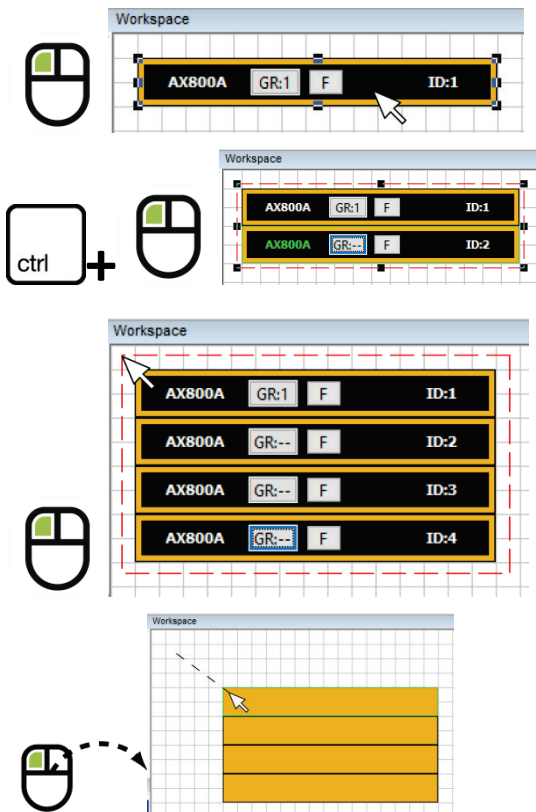 Workspace
AX800A GR:1 F ID:1
Workspace
AX800A GR:1 F ID:1
AX800A GR:-- F ID:2
ctrl +
Workspace
AX800A GR:1 F ID:1
AX800A GR:-- F ID:2
AX800A GR:-- F ID:3
AX800A GR:-- F ID:4
Workspace